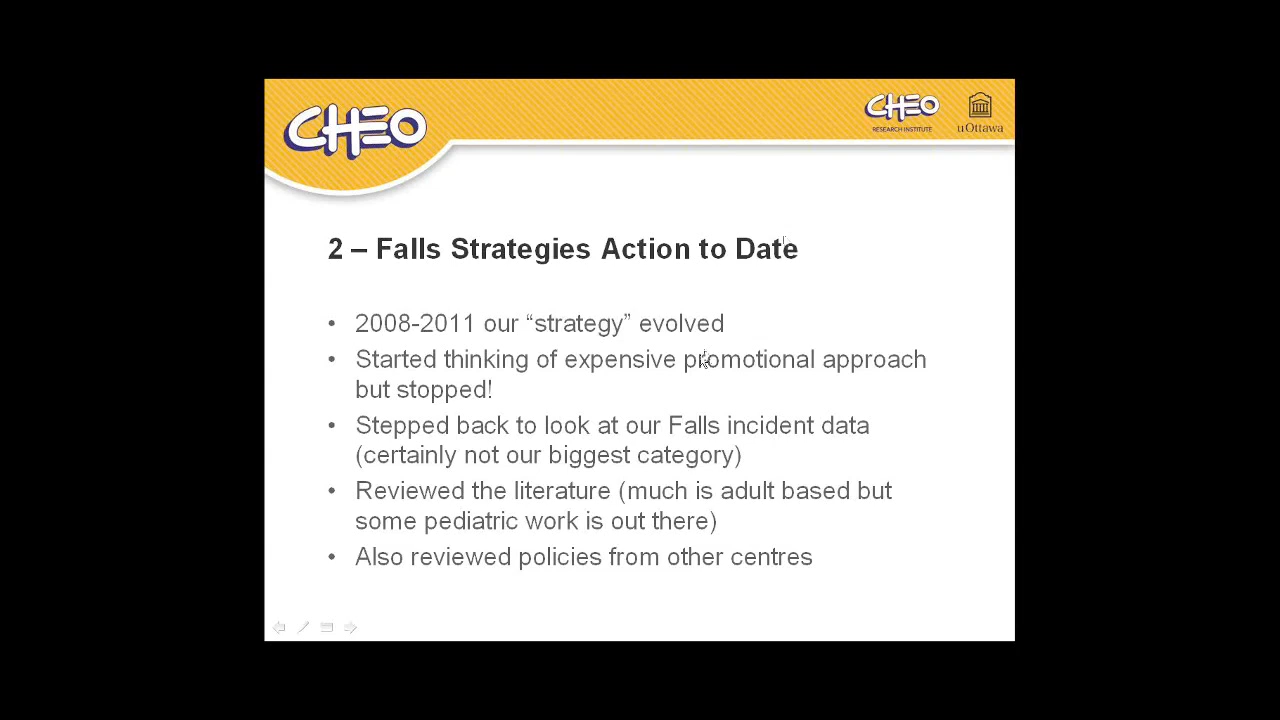 CHEO
CHEO
RESEARCH INSTITUTE
uOttawa
2 – Falls Strategies Action to Date
• 2008-2011 our “strategy” evolved
• Started thinking of expensive promotional approach
but stopped!
• Stepped back to look at our Falls incident data
(certainly not our biggest category)
• Reviewed the literature (much is adult based but
some pediatric work is out there)
• Also reviewed policies from other centres